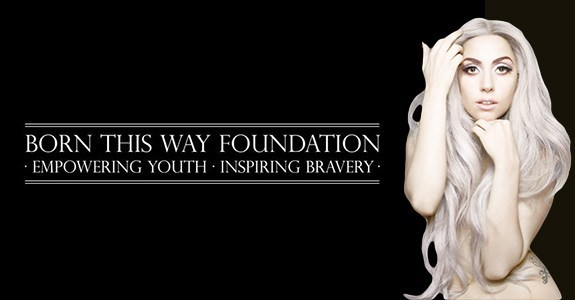 BORN THIS WAY FOUNDATION
· EMPOWERING YOUTH · INSPIRING BRAVERY ·